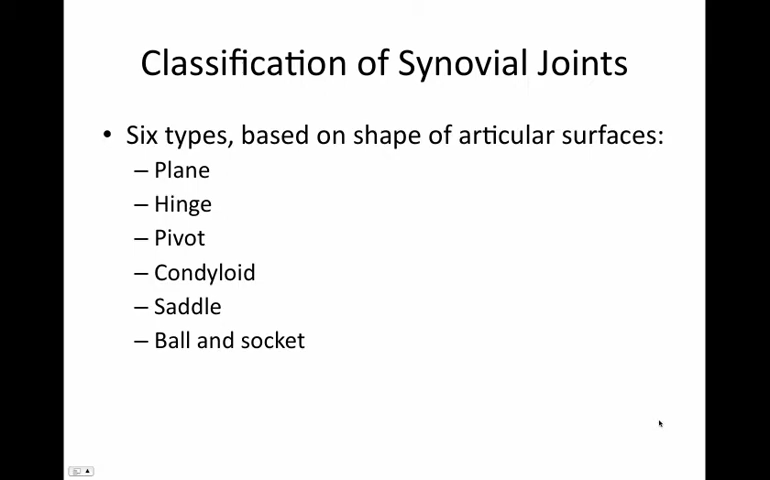 Classification of Synovial Joints
• Six types, based on shape of articular surfaces:
– Plane
– Hinge
– Pivot
– Condyloid
– Saddle
– Ball and socket